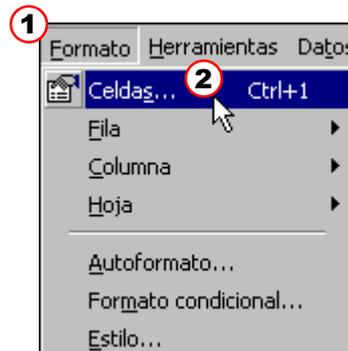 1
Formato Herramientas Datos
Celdas... 2 Ctrl+1
Fila
Columna
Hoja
Autoformato...
Formato condicional...
Estilo...